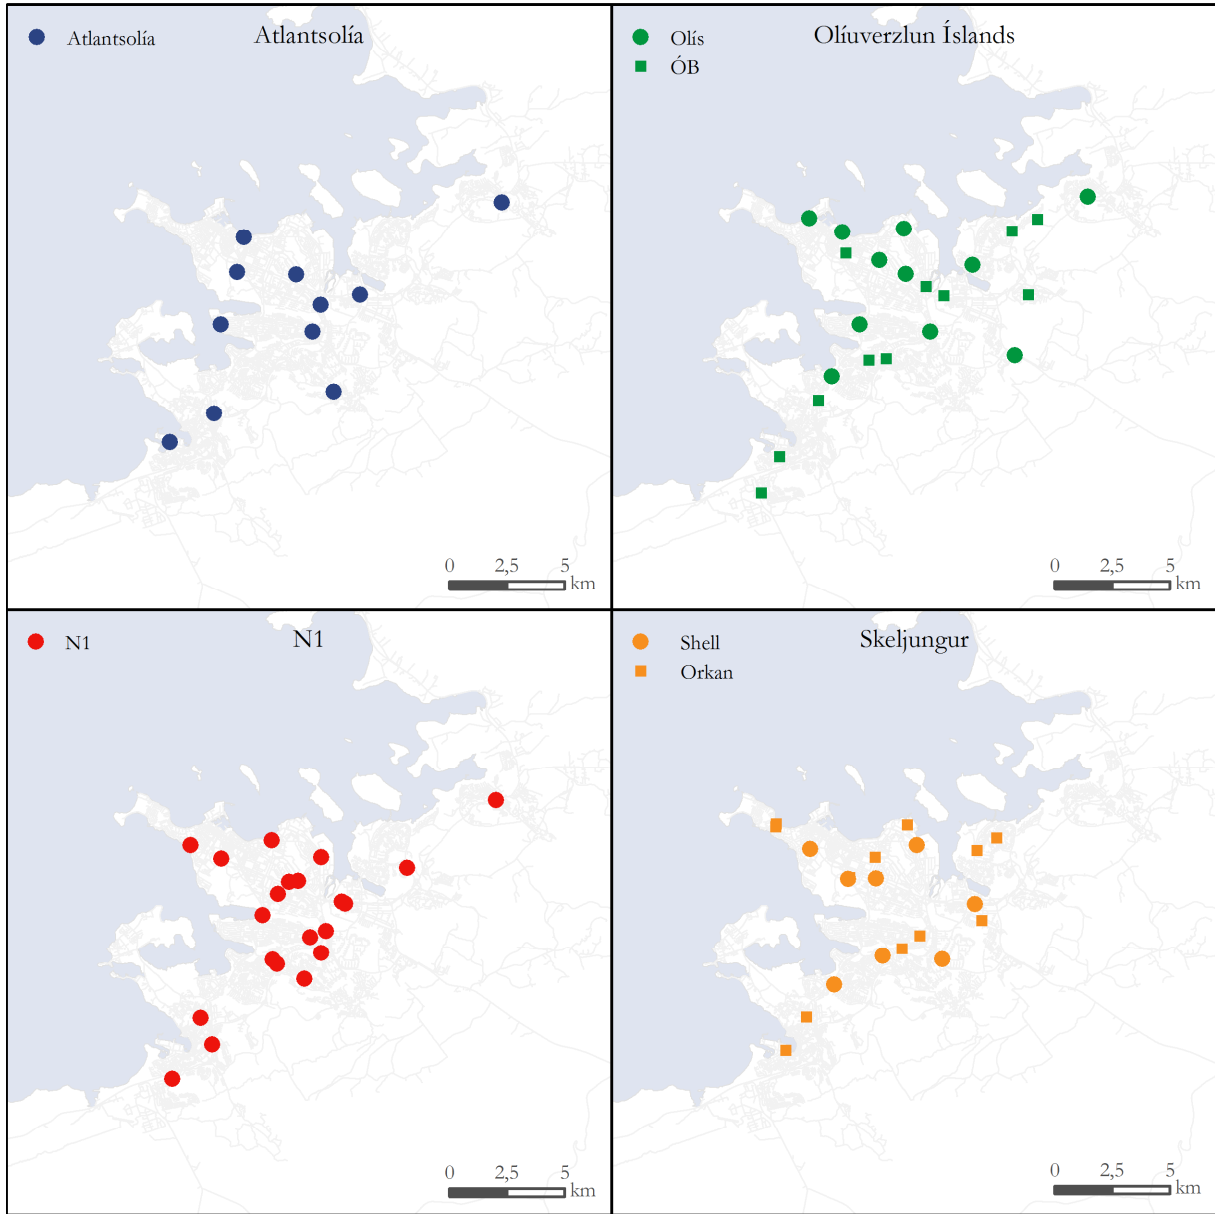 Atlantsolía
Atlantsolía
0 2,5 5
km
Olís
ÓB
Olíuverzlun Íslands
0 2,5 5
km
N1
N1
0 2,5 5
km
Shell
Orkan
Skeljungur
0 2,5 5
km